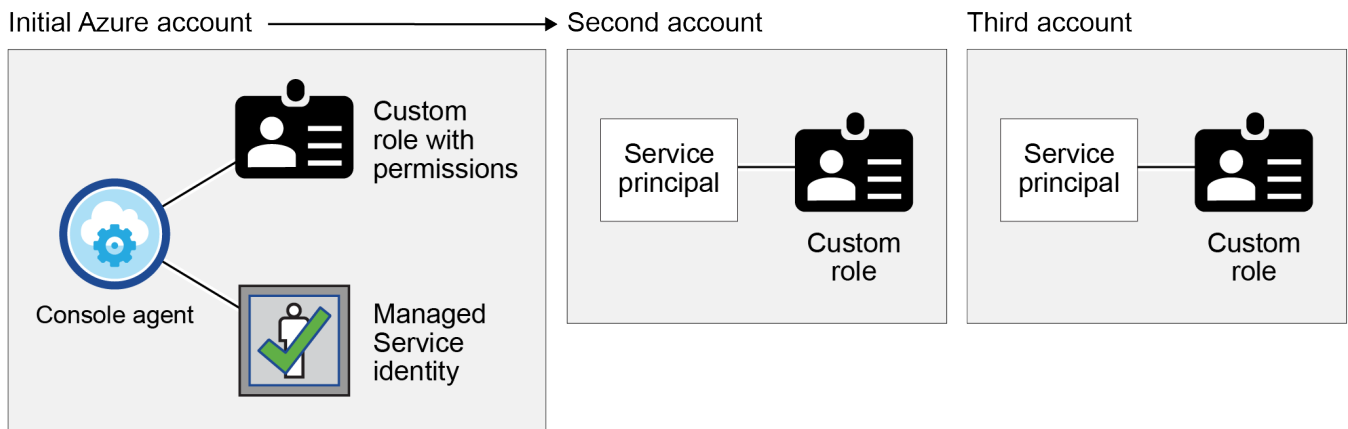 Initial Azure account
Second account
Third account
Custom
role with
permissions
Console agent
Managed
Service
identity
Service
principal
Custom
role
Service
principal
Custom
role